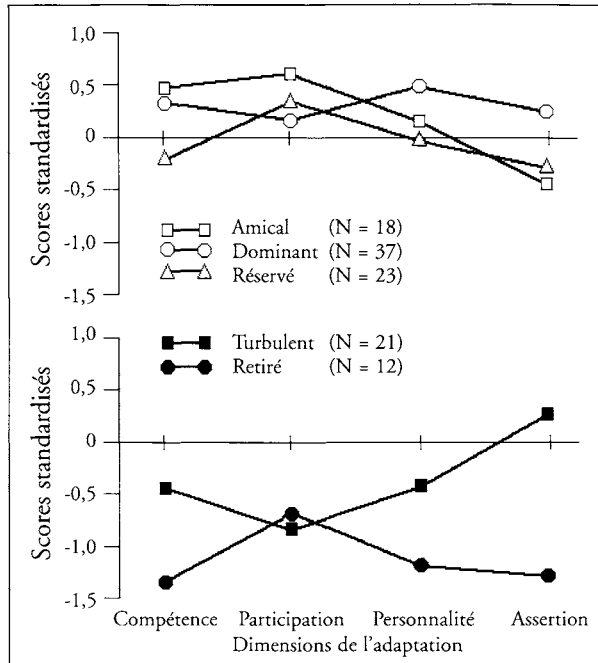 Scores standardisés
1,0
0,5
0
-0,5
-1,0
-1,5
Amical (N = 18)
Dominant (N = 37)
Réservé (N = 23)
Scores standardisés
1,0
0,5
0
-0,5
-1,0
-1,5
Turbulent (N = 21)
Retiré (N = 12)
Compétence Participation Personnalité Assertion
Dimensions de l'adaptation